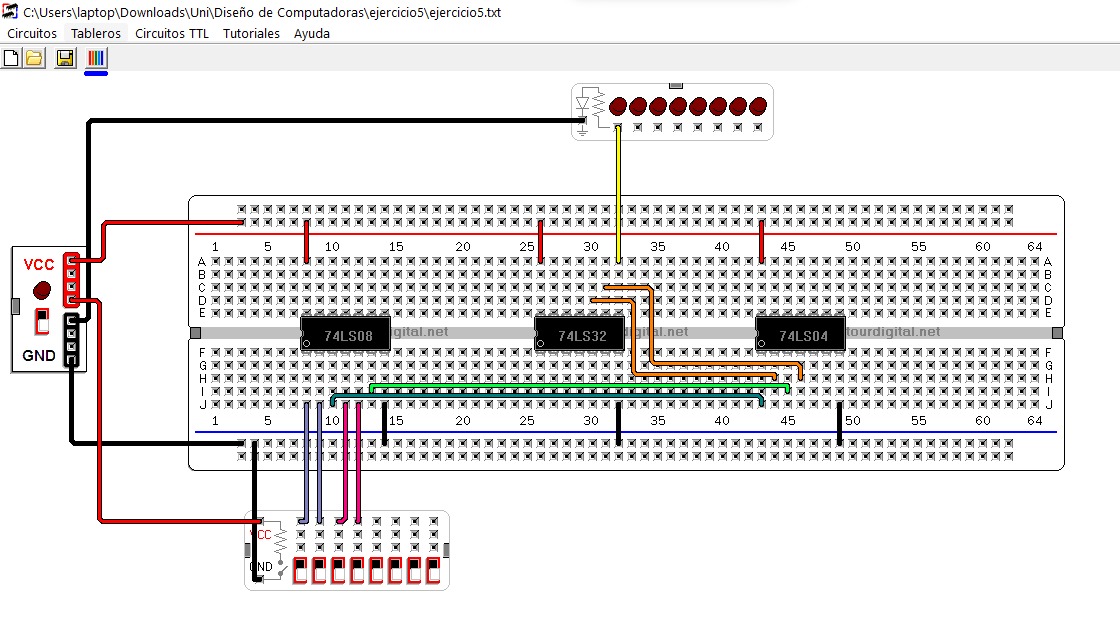 C:\Users\laptop\Downloads\Uni\Diseño de Computadoras\ejercicio5\ejercicio5.txt
Circuitos Tableros Circuitos TTL Tutoriales Ayuda
1 5 10 15 20 25 30 35 40 45 50 55 60 64
VCC
GND
A A
B B
C C
D D
E E
74LS08 igital.net 74LS32 igital.net 74LS04 tourdigital.net
F F
G G
H H
I I
J J
1 5 10 15 20 25 30 35 40 45 50 55 60 64
VCC
GND